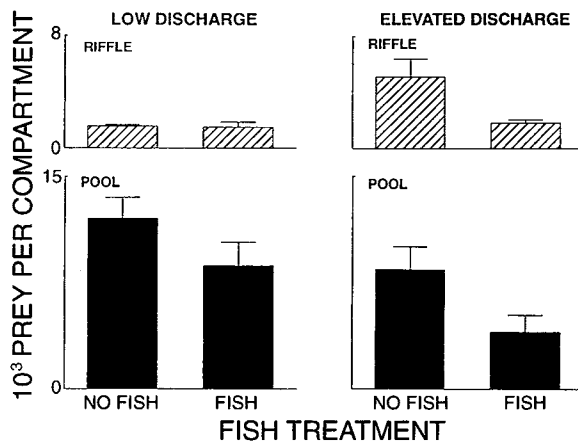 LOW DISCHARGE
ELEVATED DISCHARGE
8
RIFFLE
RIFFLE
0
15
POOL
POOL
0
10³ PREY PER COMPARTMENT
NO FISH FISH NO FISH FISH
FISH TREATMENT